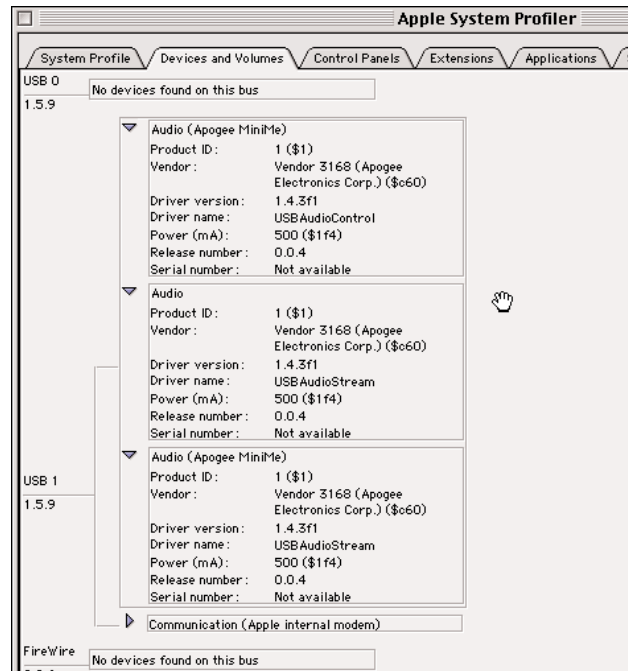 Apple System Profiler
System Profile Devices and Volumes Control Panels Extensions Applications
USB 0
No devices found on this bus
1.5.9
Audio (Apogee MiniMe)
Product ID: 1 ($1)
Vendor: Vendor 3168 (Apogee
Electronics Corp.) ($c60)
Driver version: 1.4.3f1
Driver name: USBAudioControl
Power (mA): 500 ($1f4)
Release number: 0.0.4
Serial number: Not available
Audio
Product ID: 1 ($1)
Vendor: Vendor 3168 (Apogee
Electronics Corp.) ($c60)
Driver version: 1.4.3f1
Driver name: USBAudioStream
Power (mA): 500 ($1f4)
Release number: 0.0.4
Serial number: Not available
Audio (Apogee MiniMe)
USB 1
Product ID: 1 ($1)
Vendor: Vendor 3168 (Apogee
1.5.9
Electronics Corp.) ($c60)
Driver version: 1.4.3f1
Driver name: USBAudioStream
Power (mA): 500 ($1f4)
Release number: 0.0.4
Serial number: Not available
Communication (Apple internal modem)
FireWire
No devices found on this bus